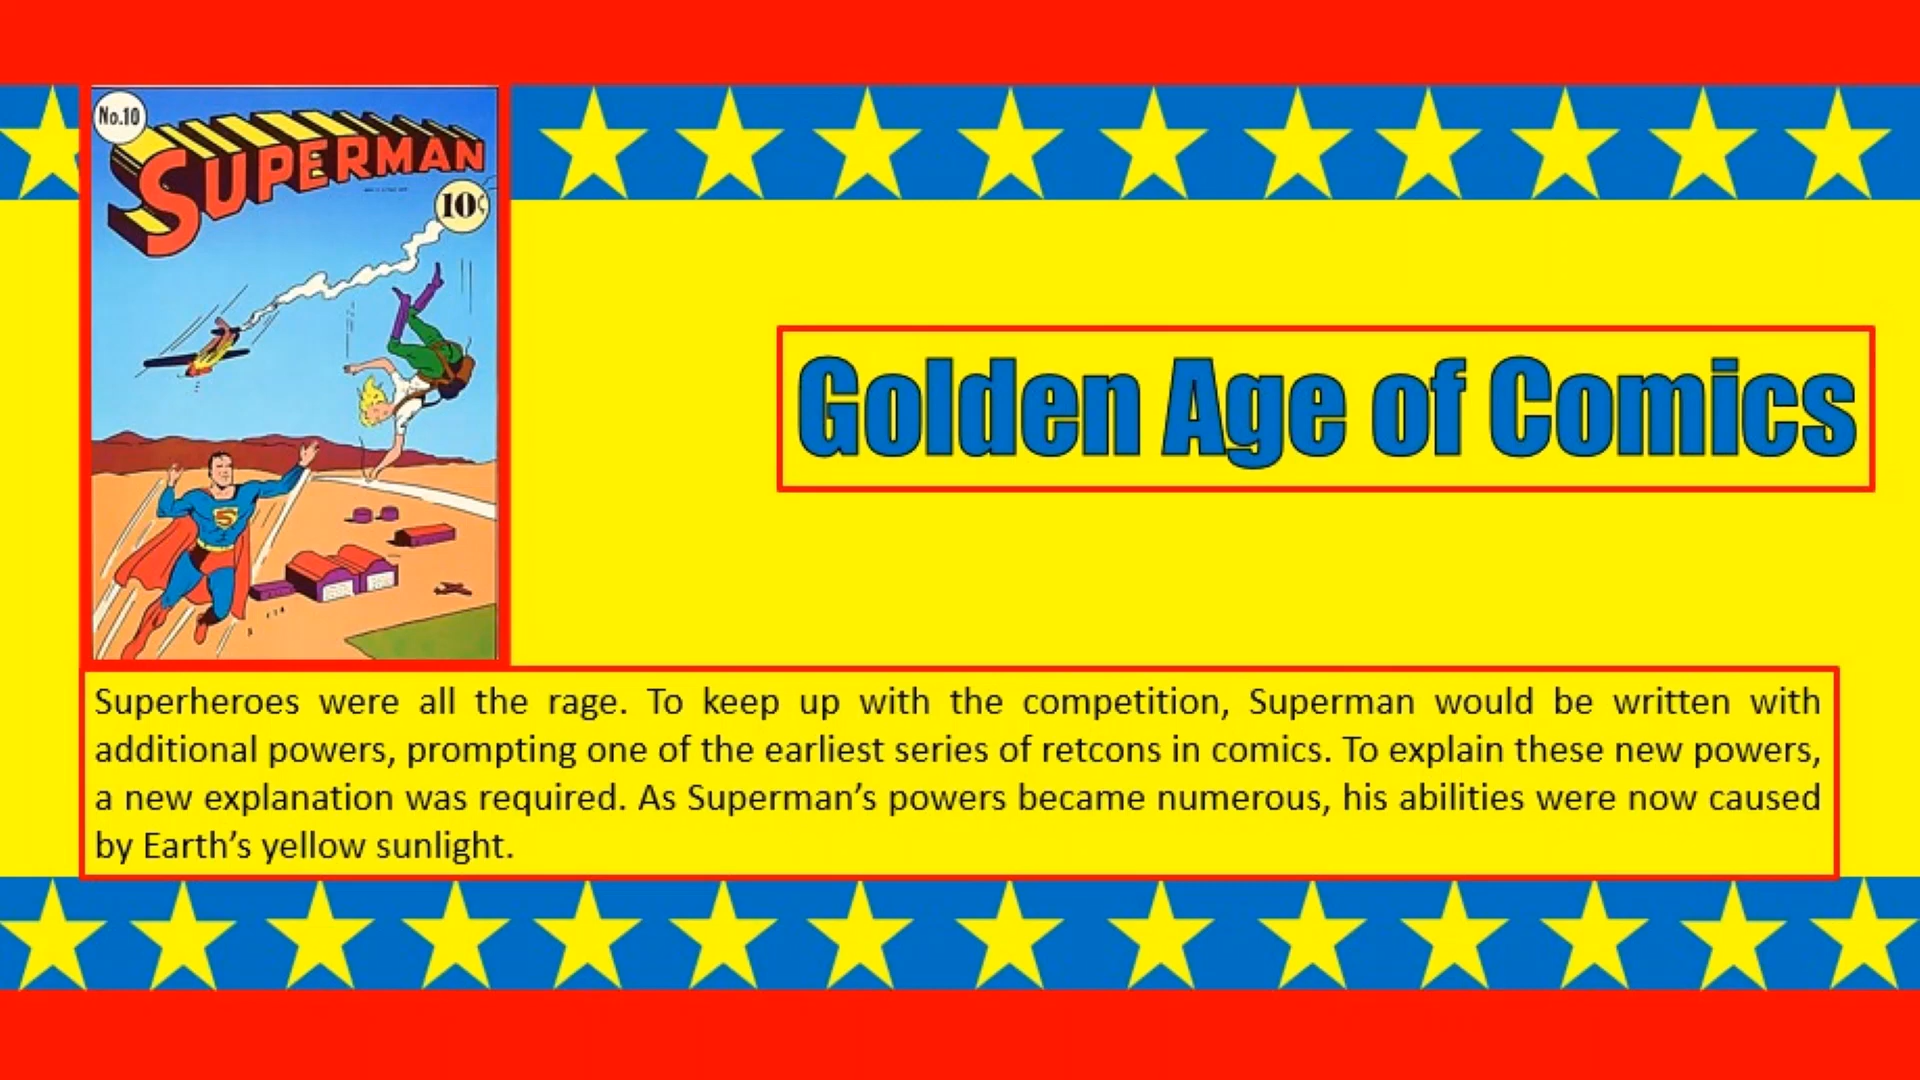 No.10
SUPERMAN
10¢
Golden Age of Comics
Superheroes were all the rage. To keep up with the competition, Superman would be written with
additional powers, prompting one of the earliest series of retcons in comics. To explain these new powers,
a new explanation was required. As Superman’s powers became numerous, his abilities were now caused
by Earth’s yellow sunlight.